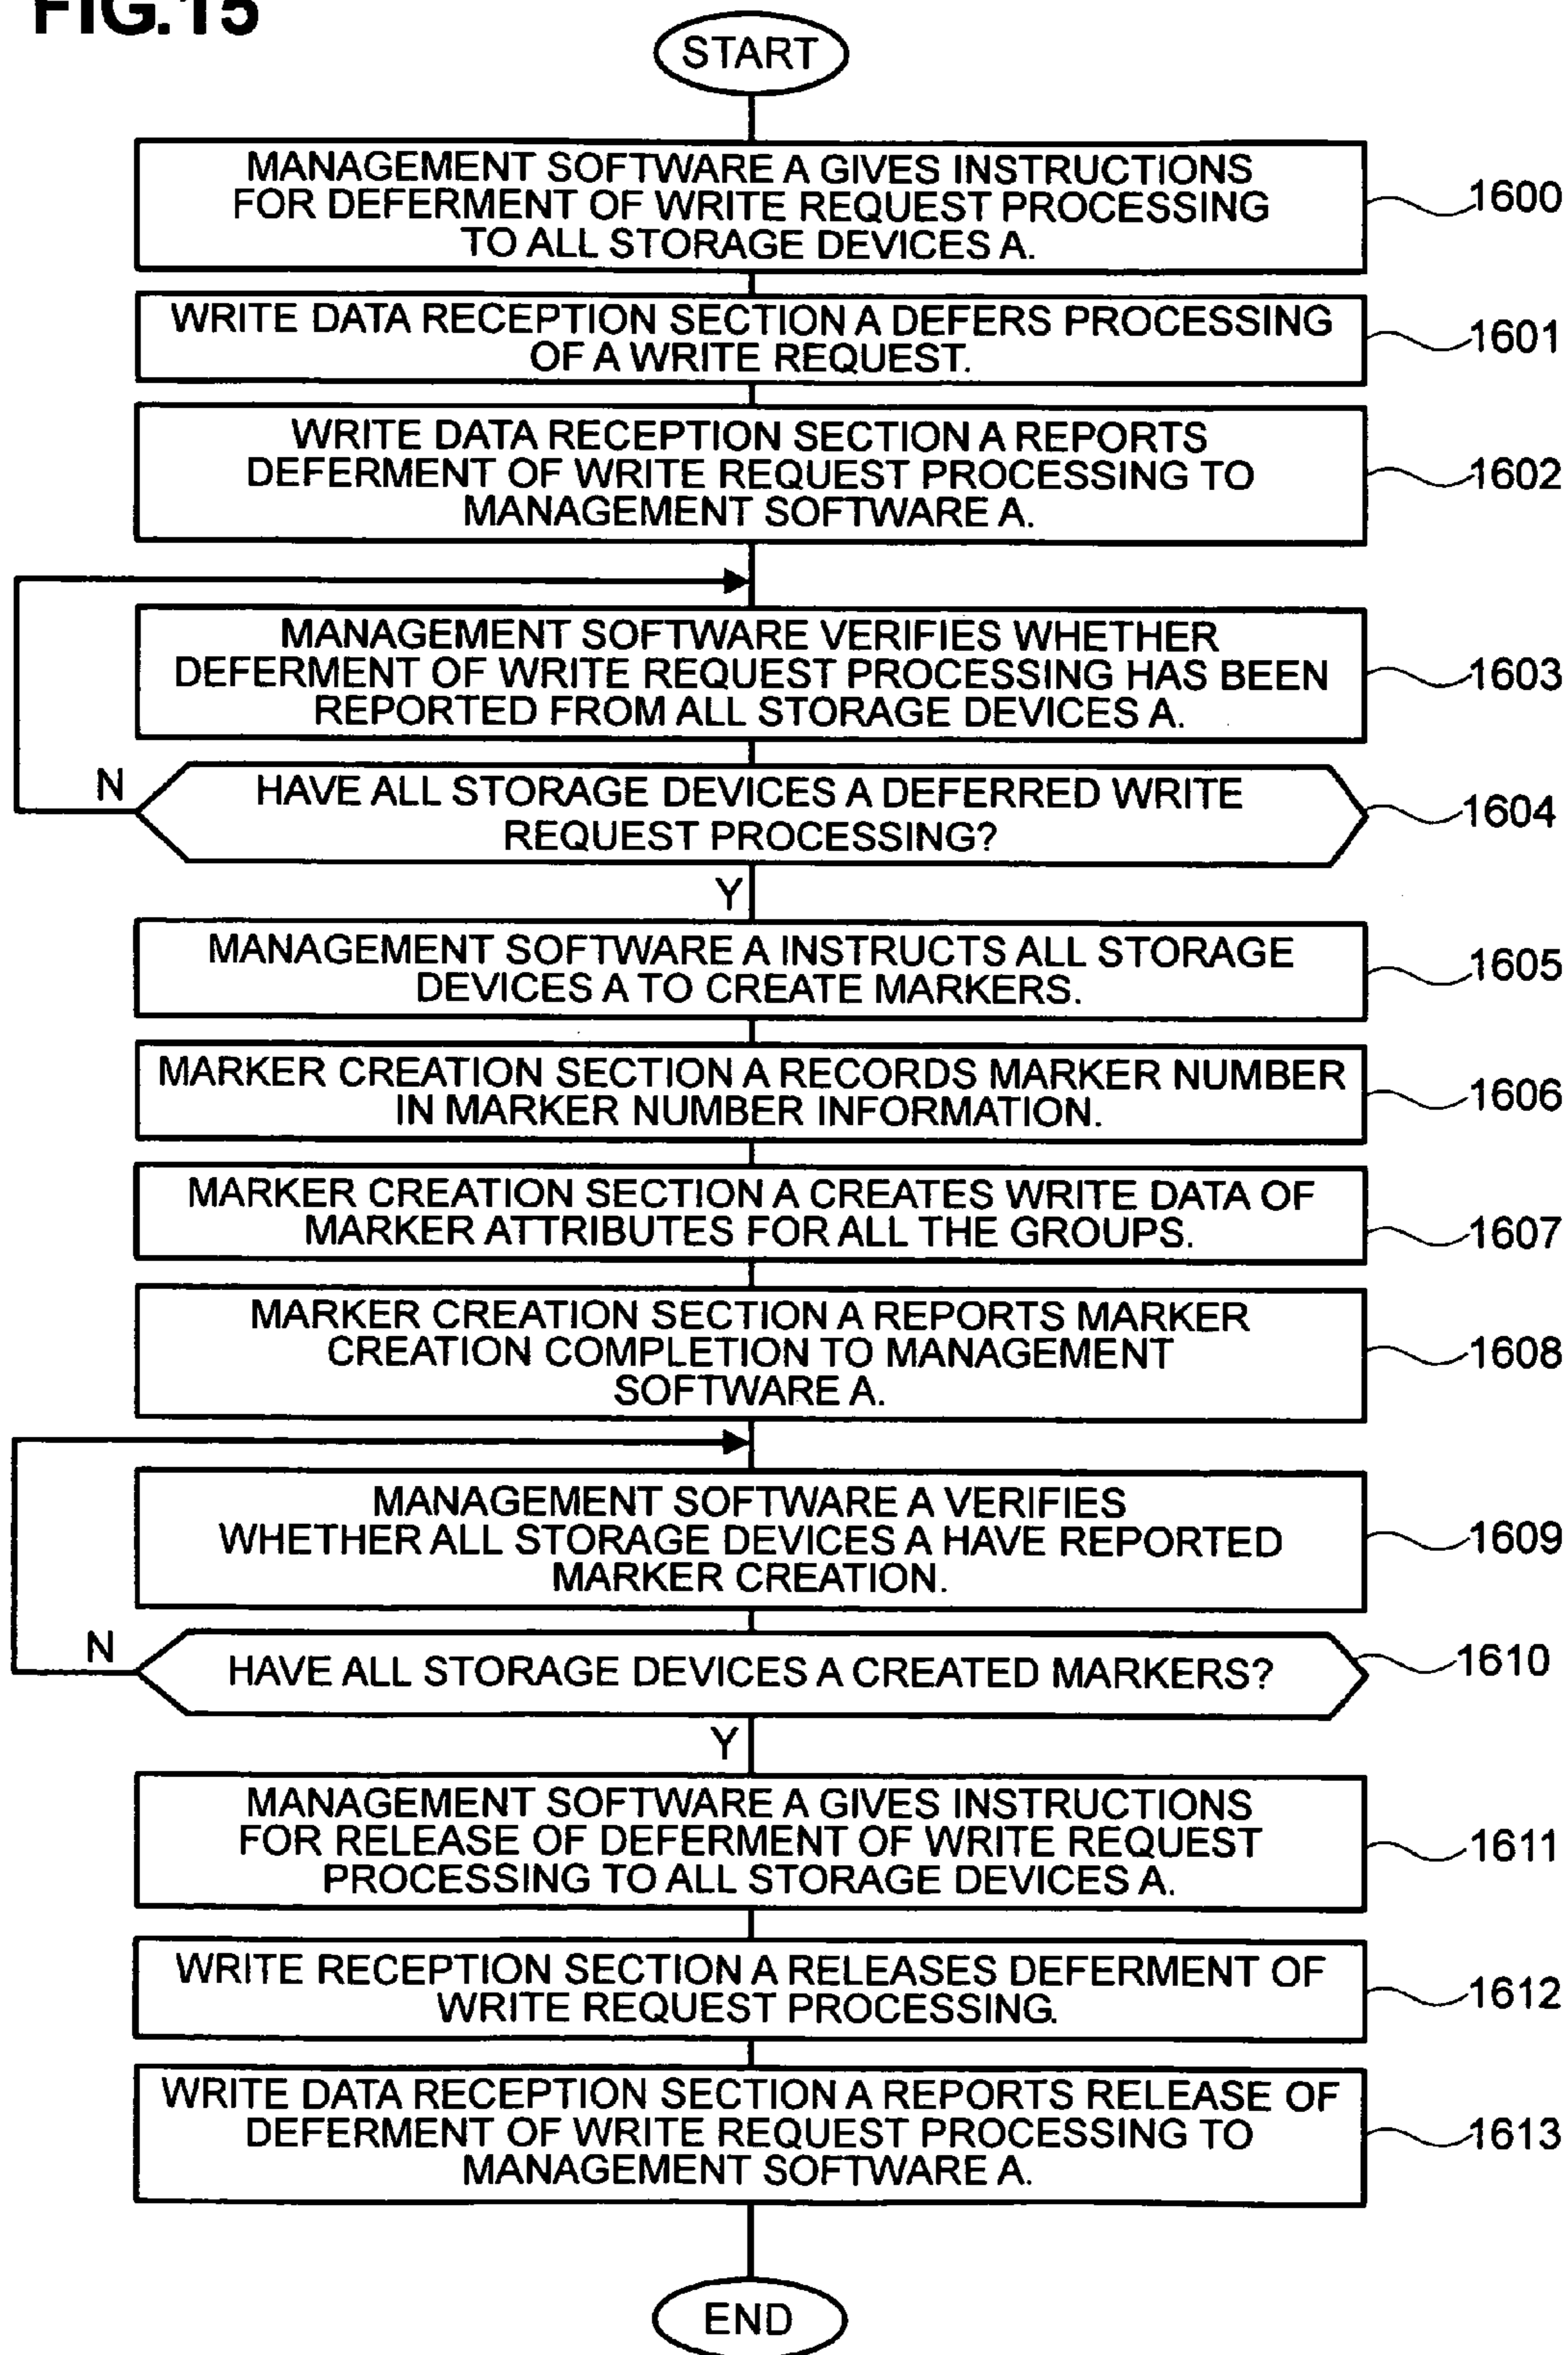 FIG.15
START
MANAGEMENT SOFTWARE A GIVES INSTRUCTIONS
FOR DEFERMENT OF WRITE REQUEST PROCESSING
TO ALL STORAGE DEVICES A.
1600
WRITE DATA RECEPTION SECTION A DEFERS PROCESSING
OF A WRITE REQUEST.
1601
WRITE DATA RECEPTION SECTION A REPORTS
DEFERMENT OF WRITE REQUEST PROCESSING TO
MANAGEMENT SOFTWARE A.
1602
MANAGEMENT SOFTWARE VERIFIES WHETHER
DEFERMENT OF WRITE REQUEST PROCESSING HAS BEEN
REPORTED FROM ALL STORAGE DEVICES A.
1603
N
HAVE ALL STORAGE DEVICES A DEFERRED WRITE
REQUEST PROCESSING?
1604
Y
MANAGEMENT SOFTWARE A INSTRUCTS ALL STORAGE
DEVICES A TO CREATE MARKERS.
1605
MARKER CREATION SECTION A RECORDS MARKER NUMBER
IN MARKER NUMBER INFORMATION.
1606
MARKER CREATION SECTION A CREATES WRITE DATA OF
MARKER ATTRIBUTES FOR ALL THE GROUPS.
1607
MARKER CREATION SECTION A REPORTS MARKER
CREATION COMPLETION TO MANAGEMENT
SOFTWARE A.
1608
MANAGEMENT SOFTWARE A VERIFIES
WHETHER ALL STORAGE DEVICES A HAVE REPORTED
MARKER CREATION.
1609
N
HAVE ALL STORAGE DEVICES A CREATED MARKERS?
1610
Y
MANAGEMENT SOFTWARE A GIVES INSTRUCTIONS
FOR RELEASE OF DEFERMENT OF WRITE REQUEST
PROCESSING TO ALL STORAGE DEVICES A.
1611
WRITE RECEPTION SECTION A RELEASES DEFERMENT OF
WRITE REQUEST PROCESSING.
1612
WRITE DATA RECEPTION SECTION A REPORTS RELEASE OF
DEFERMENT OF WRITE REQUEST PROCESSING TO
MANAGEMENT SOFTWARE A.
1613
END